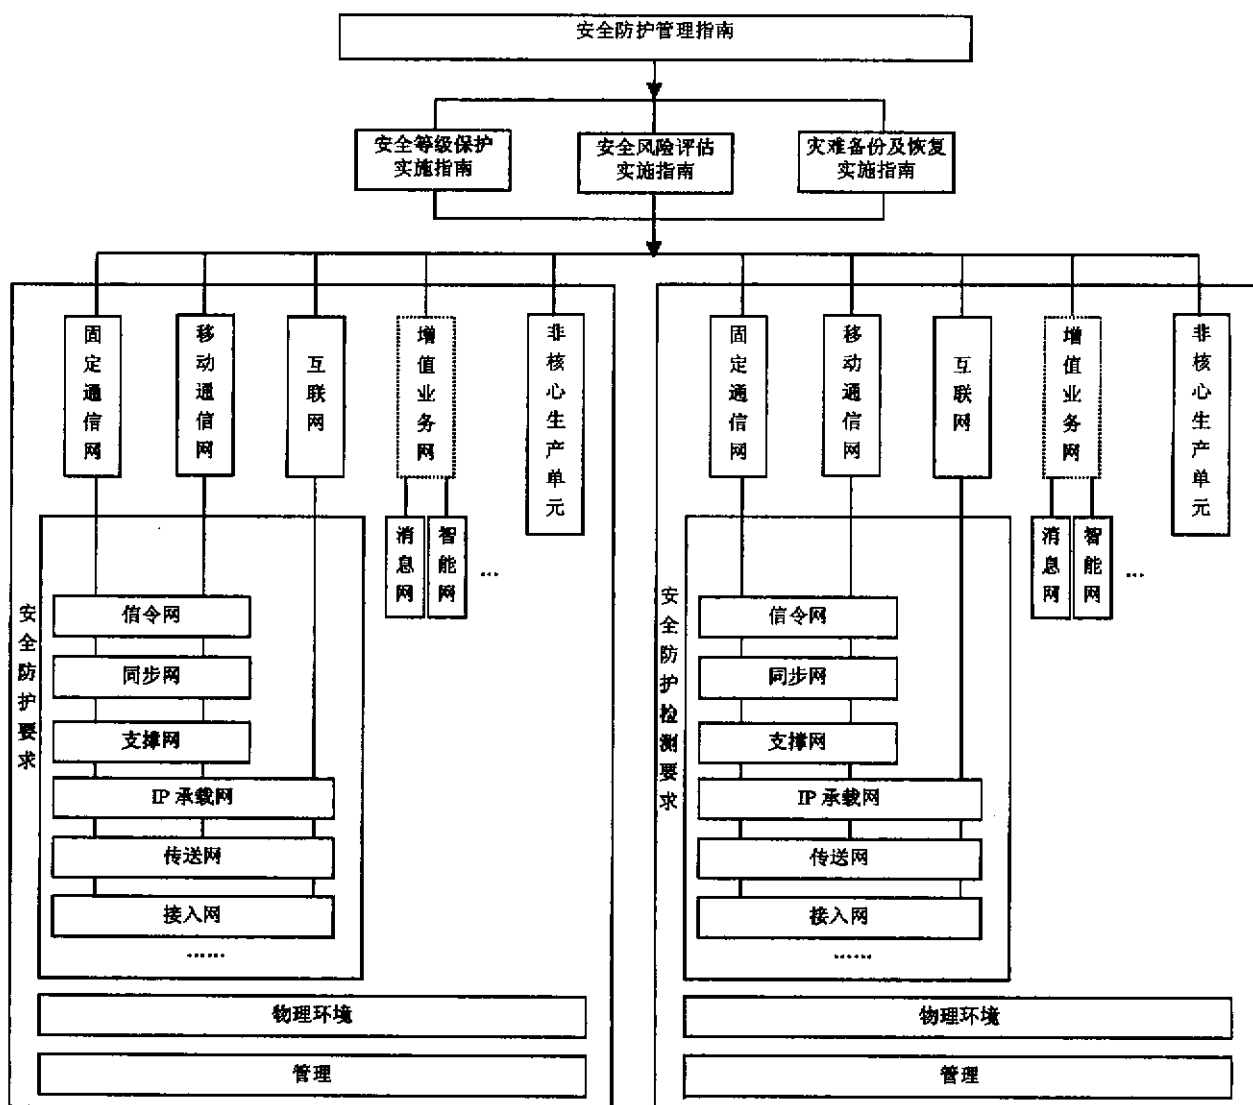 安全防护管理指南
安全等级保护
实施指南
安全风险评估
实施指南
灾难备份及恢复
实施指南
固定通信网
移动通信网
互联网
增值业务网
非核心生产单元
消息网
智能网
…
安全防护要求
信令网
同步网
支撑网
IP 承载网
传送网
接入网
……
物理环境
管理
固定通信网
移动通信网
互联网
增值业务网
非核心生产单元
消息网
智能网
…
安全防护检测要求
信令网
同步网
支撑网
IP 承载网
传送网
接入网
……
物理环境
管理